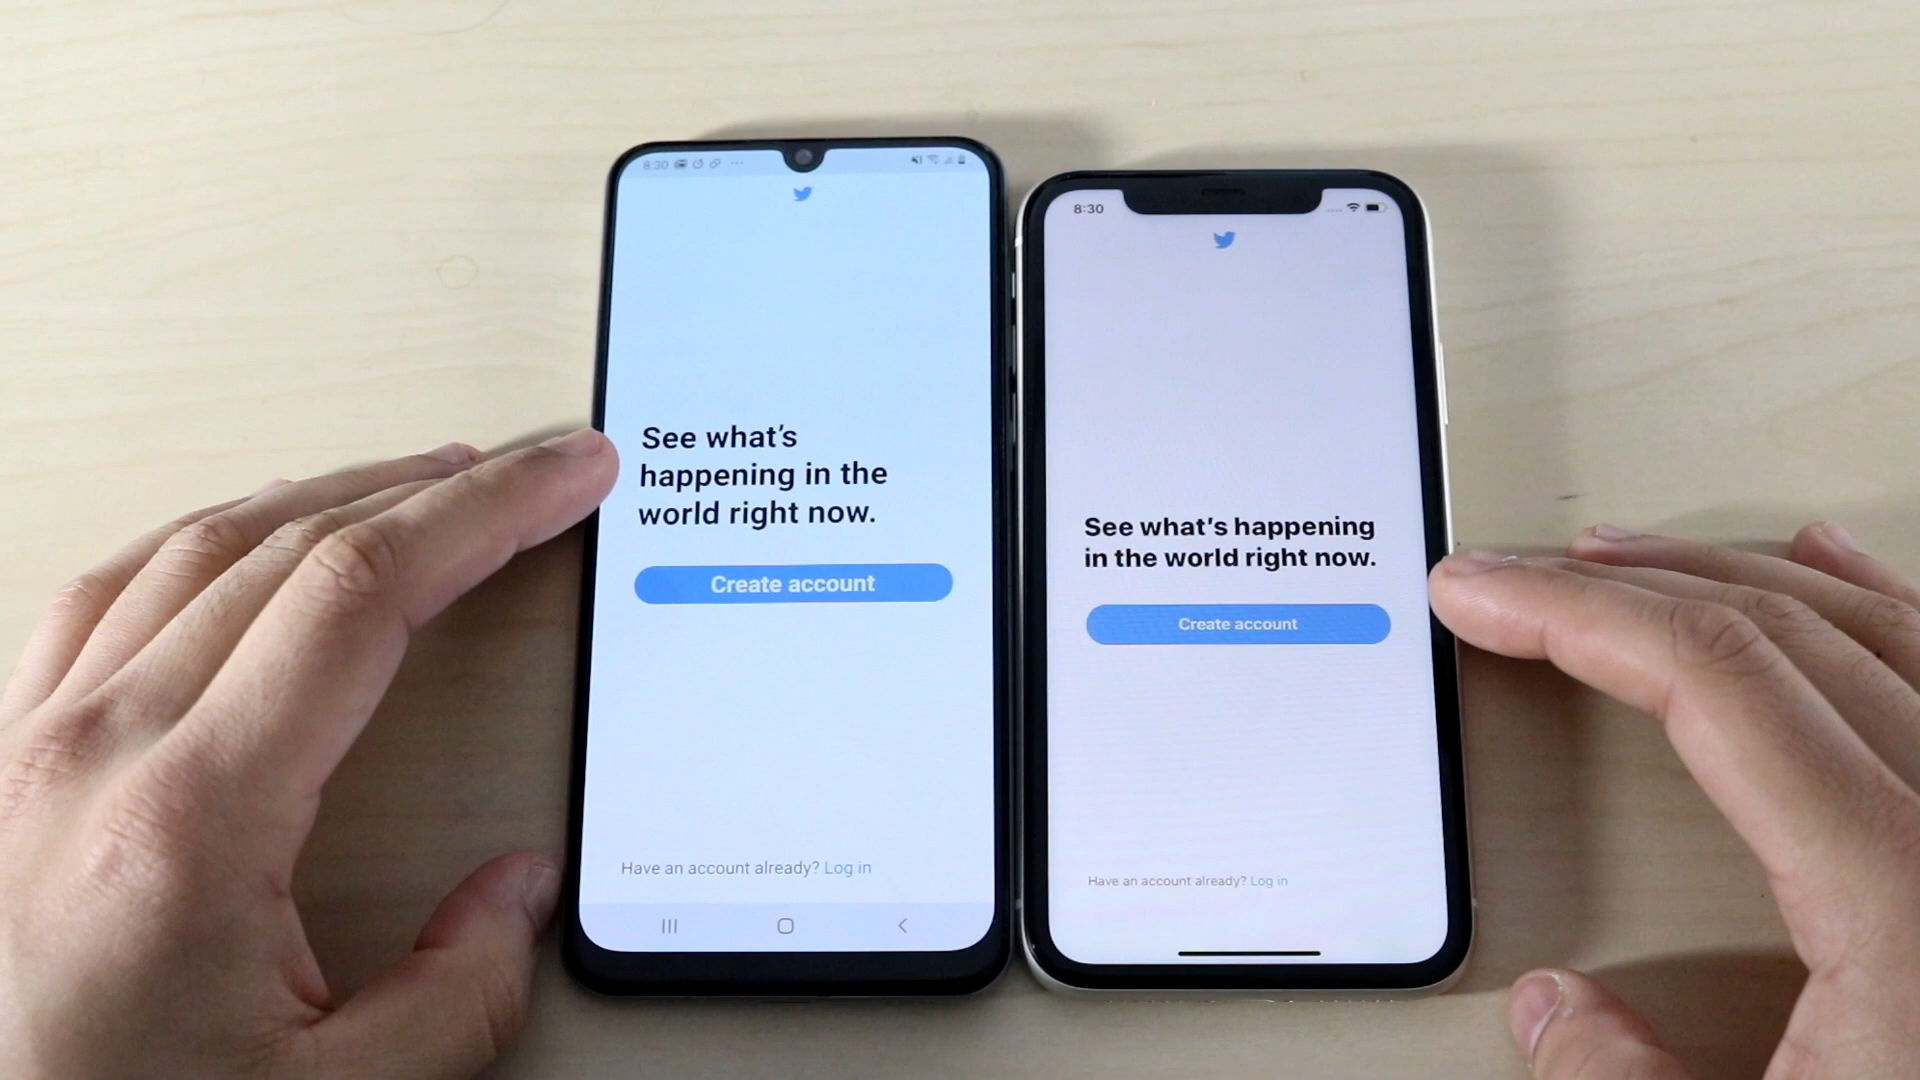 8:30
See what's
happening in the
world right now.
Create account
Have an account already? Log in
8:30
See what's happening
in the world right now.
Create account
Have an account already? Log in